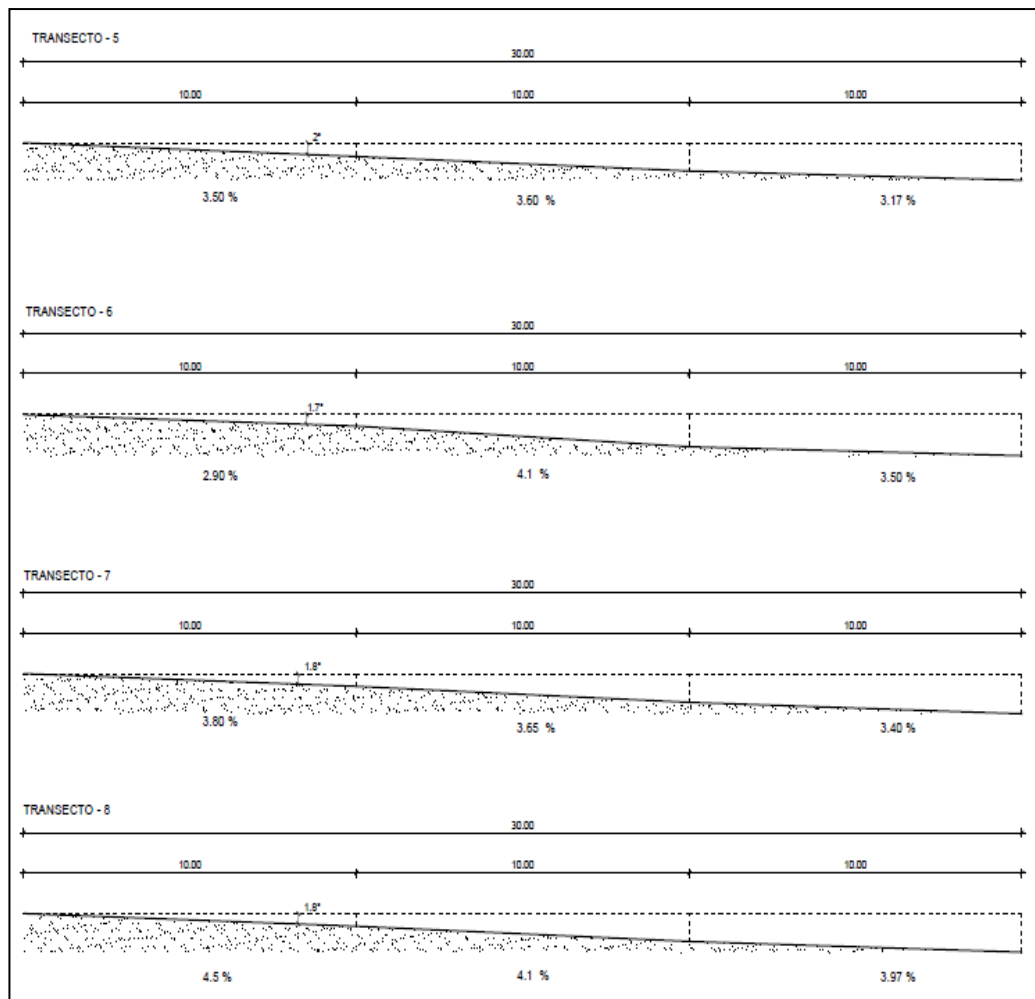 TRANSECTO - 5
30.00
10.00 10.00 10.00
2°
3.50 % 3.60 % 3.17 %
TRANSECTO - 6
30.00
10.00 10.00 10.00
1.7°
2.90 % 4.1 % 3.50 %
TRANSECTO - 7
30.00
10.00 10.00 10.00
1.8°
3.80 % 3.65 % 3.40 %
TRANSECTO - 8
30.00
10.00 10.00 10.00
1.8°
4.5 % 4.1 % 3.97 %